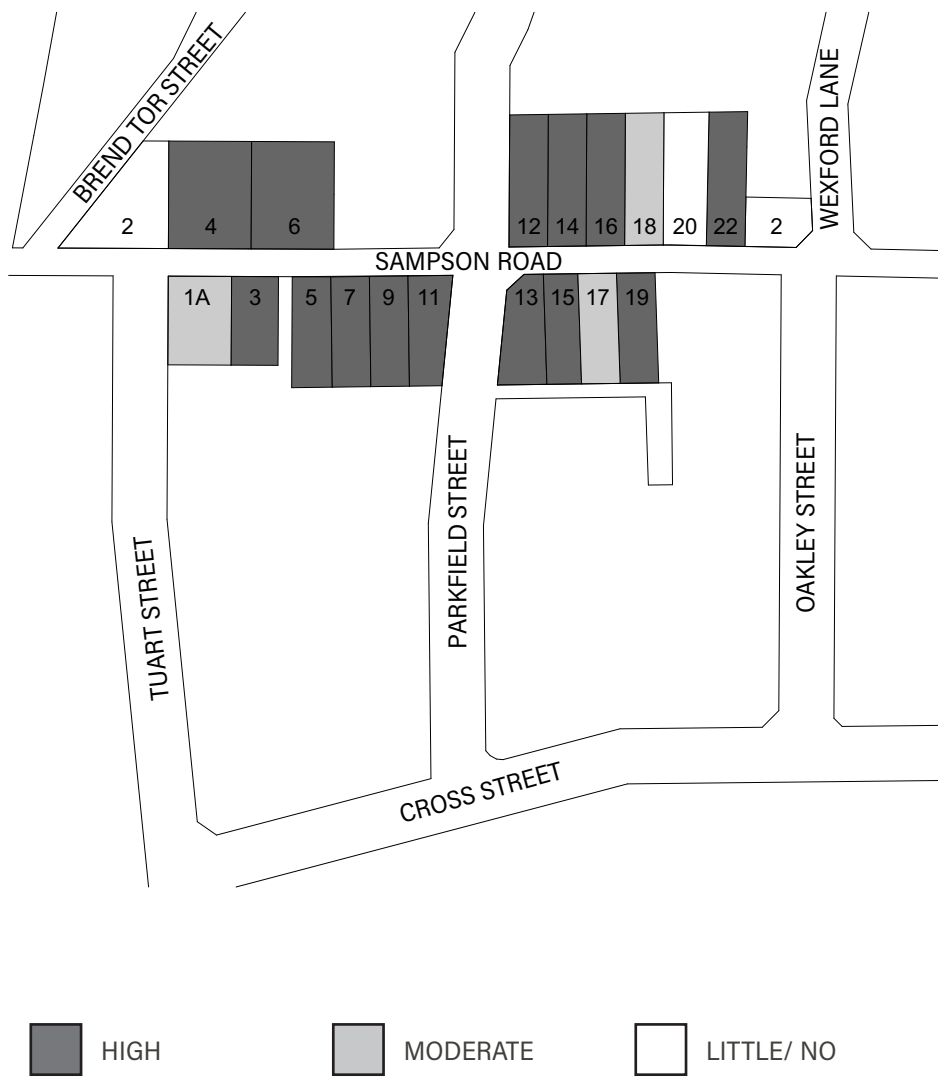 BREND TOR STREET
WEXFORD LANE
2 4 6
12 14 16 18 20 22 2
SAMPSON ROAD
1A 3 5 7 9 11 13 15 17 19
TUART STREET
PARKFIELD STREET
OAKLEY STREET
CROSS STREET
HIGH
MODERATE
LITTLE/ NO